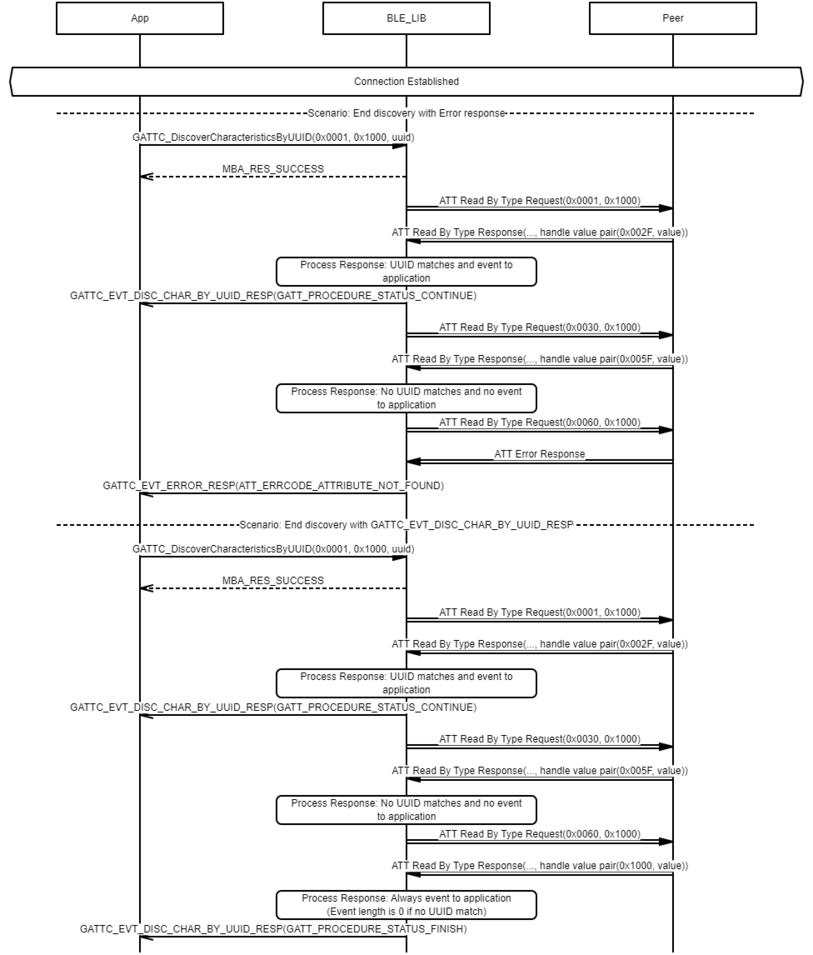 App
BLE_LIB
Peer
Connection Established
Scenario: End discovery with Error response
GATTC_DiscoverCharacteristicsByUUID(0x0001, 0x1000, uuid)
MBA_RES_SUCCESS
ATT Read By Type Request(0x0001, 0x1000)
ATT Read By Type Response(..., handle value pair(0x002F, value))
Process Response: UUID matches and event to
application
GATTC_EVT_DISC_CHAR_BY_UUID_RESP(GATT_PROCEDURE_STATUS_CONTINUE)
ATT Read By Type Request(0x0030, 0x1000)
ATT Read By Type Response(..., handle value pair(0x005F, value))
Process Response: No UUID matches and no event
to application
ATT Read By Type Request(0x0060, 0x1000)
ATT Error Response
GATTC_EVT_ERROR_RESP(ATT_ERRCODE_ATTRIBUTE_NOT_FOUND)
Scenario: End discovery with GATTC_EVT_DISC_CHAR_BY_UUID_RESP
GATTC_DiscoverCharacteristicsByUUID(0x0001, 0x1000, uuid)
MBA_RES_SUCCESS
ATT Read By Type Request(0x0001, 0x1000)
ATT Read By Type Response(..., handle value pair(0x002F, value))
Process Response: UUID matches and event to
application
GATTC_EVT_DISC_CHAR_BY_UUID_RESP(GATT_PROCEDURE_STATUS_CONTINUE)
ATT Read By Type Request(0x0030, 0x1000)
ATT Read By Type Response(..., handle value pair(0x005F, value))
Process Response: No UUID matches and no event
to application
ATT Read By Type Request(0x0060, 0x1000)
ATT Read By Type Response(..., handle value pair(0x1000, value))
Process Response: Always event to application
(Event length is 0 if no UUID match)
GATTC_EVT_DISC_CHAR_BY_UUID_RESP(GATT_PROCEDURE_STATUS_FINISH)